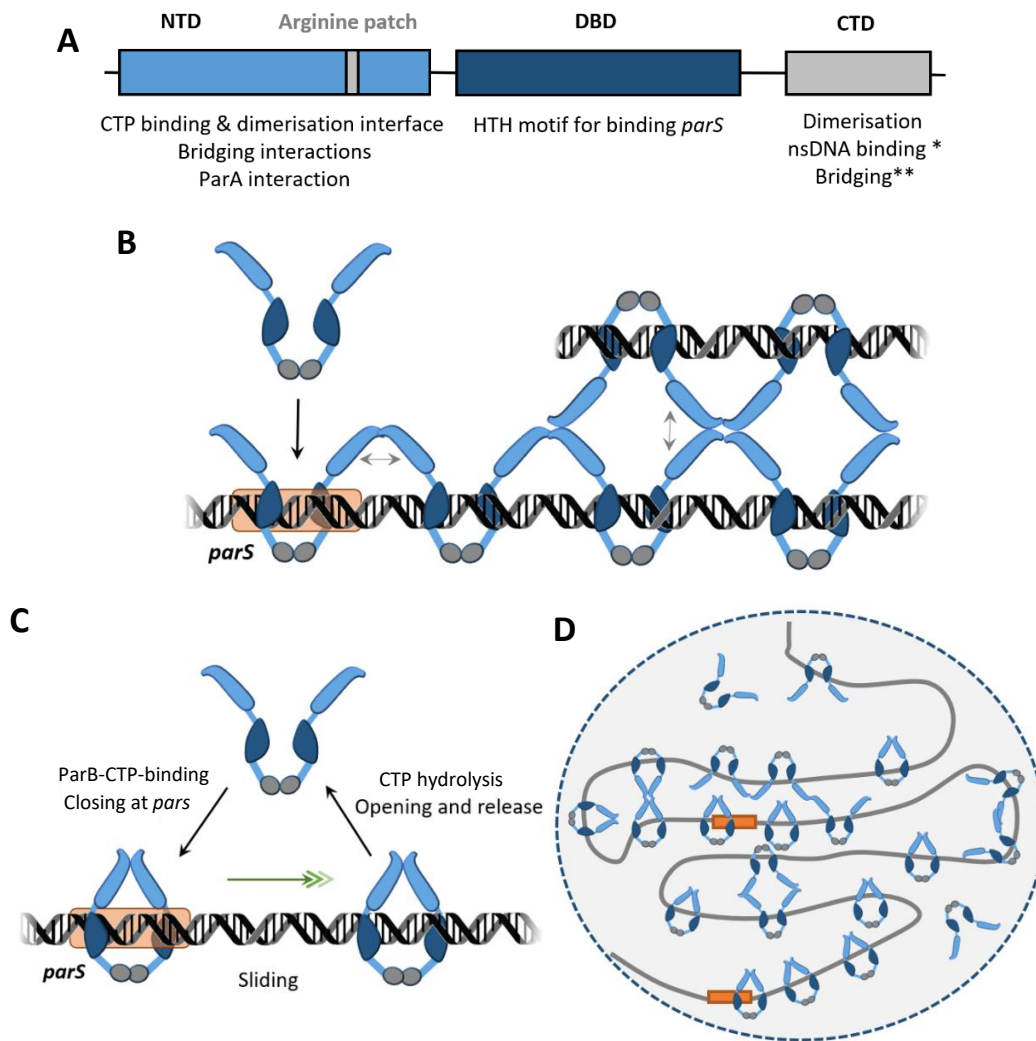 A
NTD
Arginine patch
DBD
CTD
CTP binding & dimerisation interface
Bridging interactions
ParA interaction
HTH motif for binding parS
Dimerisation
nsDNA binding *
Bridging**
B
parS
C
ParB-CTP-binding
Closing at pars
CTP hydrolysis
Opening and release
parS
Sliding
D